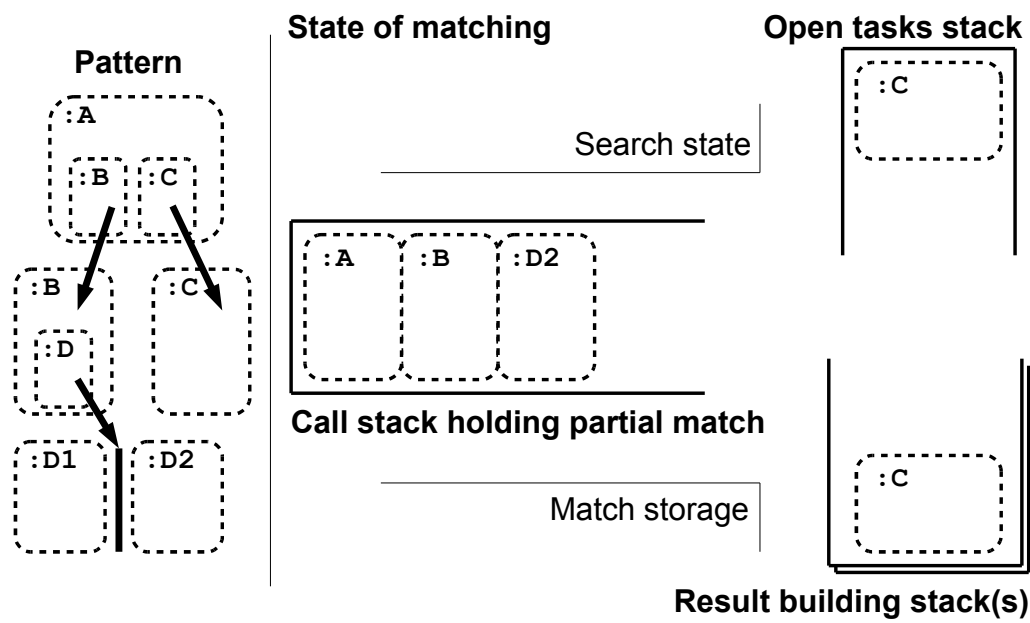 Pattern
:A
:B
:C
:B
:C
:D
:D1
:D2
State of matching
Open tasks stack
:C
Search state
:A
:B
:D2
Call stack holding partial match
Match storage
:C
Result building stack(s)